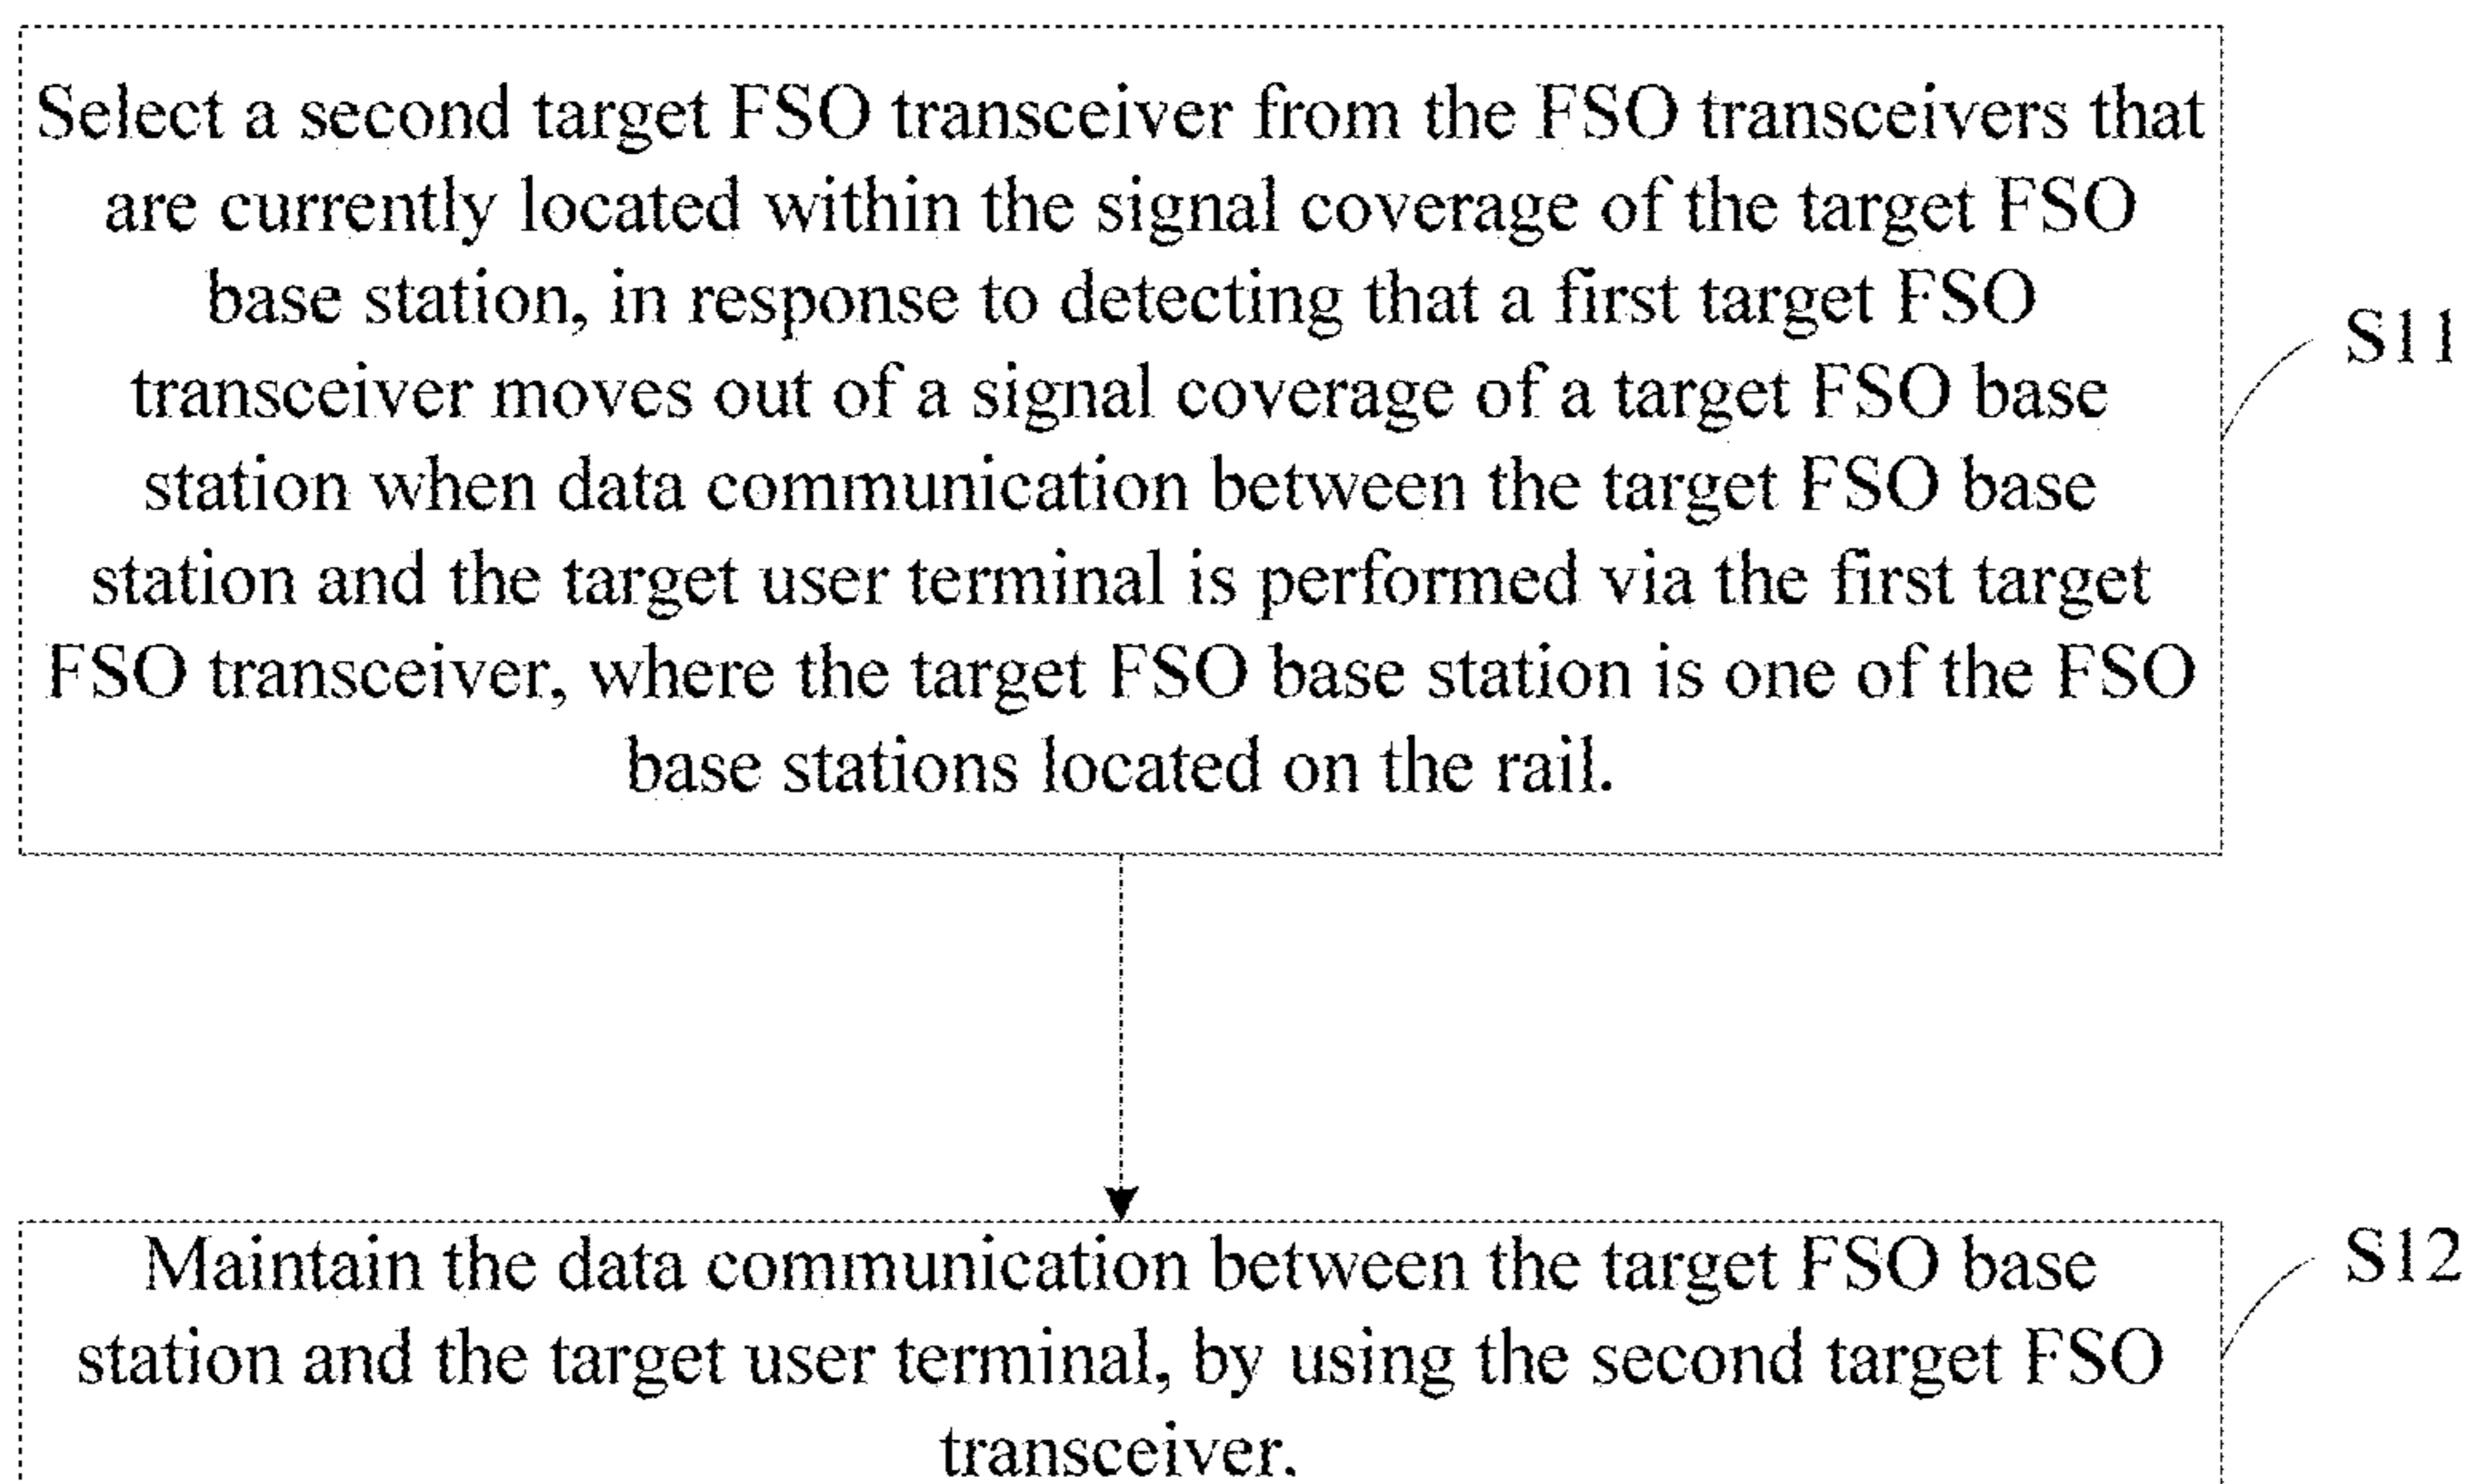 Select a second target FSO transceiver from the FSO transceivers that
are currently located within the signal coverage of the target FSO
base station, in response to detecting that a first target FSO
transceiver moves out of a signal coverage of a target FSO base
station when data communication between the target FSO base
station and the target user terminal is performed via the first target
FSO transceiver, where the target FSO base station is one of the FSO
base stations located on the rail.
S11
Maintain the data communication between the target FSO base
station and the target user terminal, by using the second target FSO
transceiver.
S12